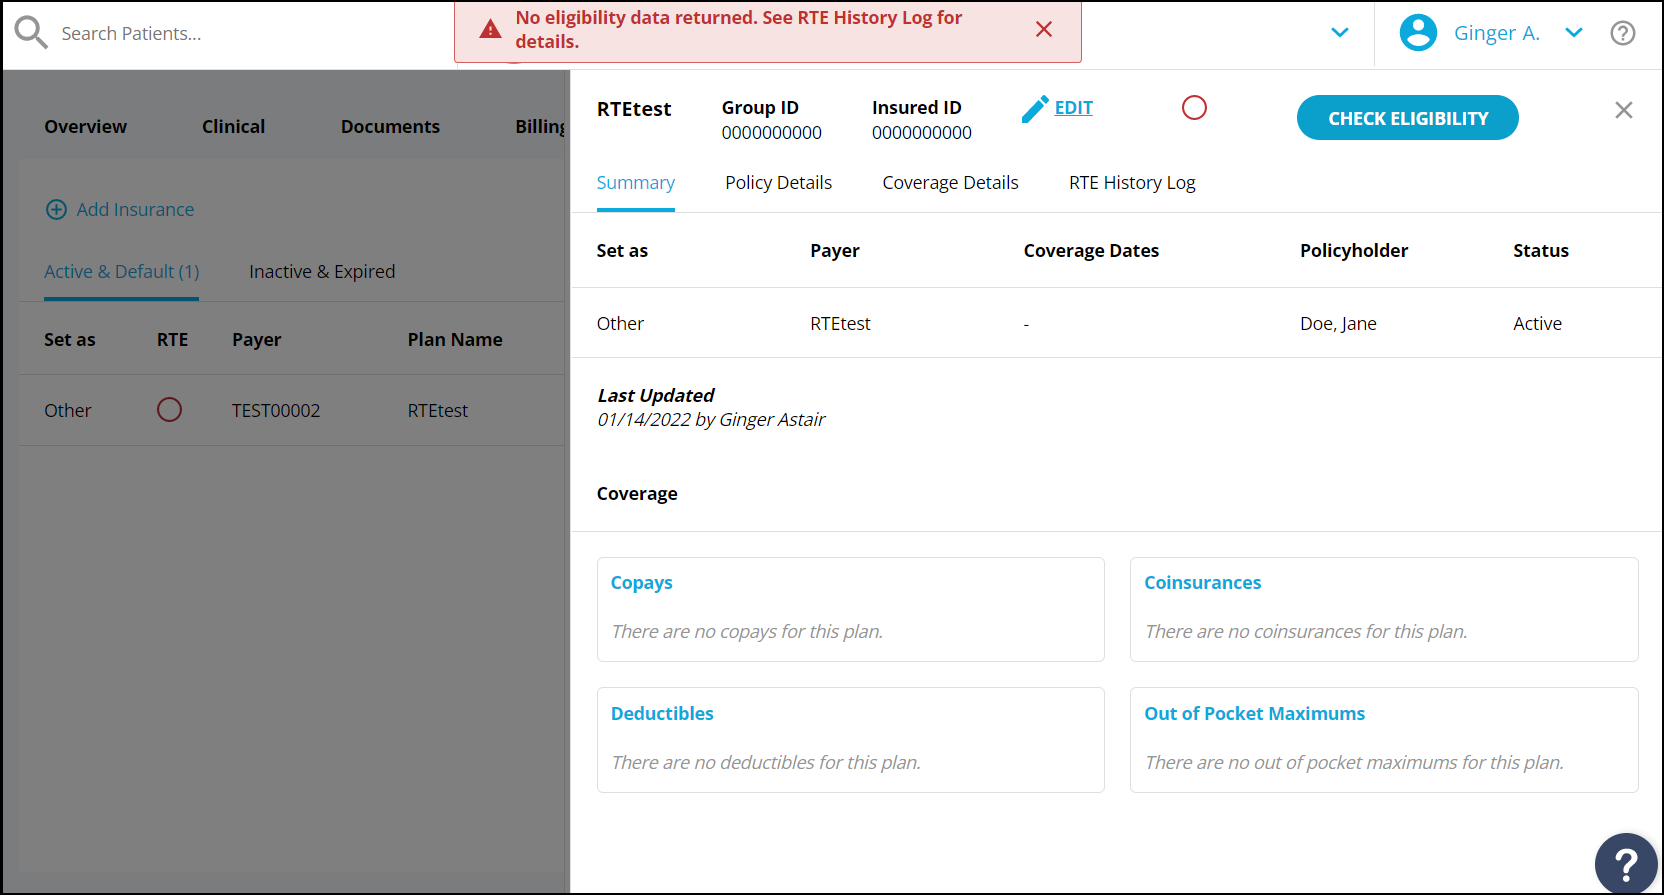 Search Patients...
No eligibility data returned. See RTE History Log for
details.
Ginger A.
Overview Clinical Documents Billing
Add Insurance
Active & Default (1) Inactive & Expired
Set as RTE Payer Plan Name
Other TEST00002 RTEtest
RTEtest
Group ID
0000000000
Insured ID
0000000000
EDIT
CHECK ELIGIBILITY
Summary Policy Details Coverage Details RTE History Log
Set as Payer Coverage Dates Policyholder Status
Other RTEtest - Doe, Jane Active
Last Updated
01/14/2022 by Ginger Astair
Coverage
Copays
There are no copays for this plan.
Coinsurances
There are no coinsurances for this plan.
Deductibles
There are no deductibles for this plan.
Out of Pocket Maximums
There are no out of pocket maximums for this plan.